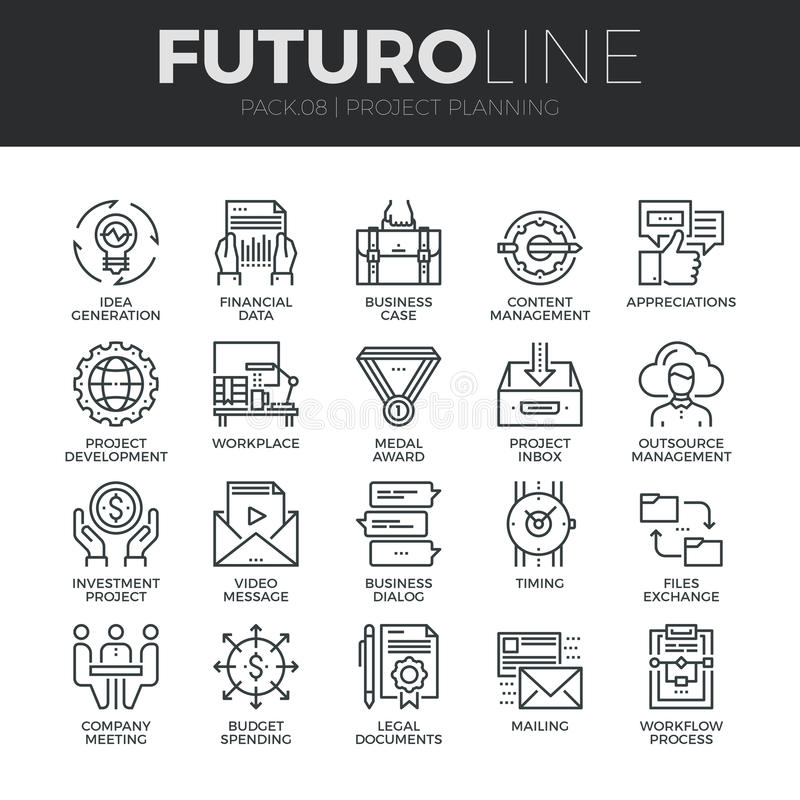 FUTUROLINE
PACK.08 | PROJECT PLANNING
IDEA
GENERATION
FINANCIAL
DATA
BUSINESS
CASE
CONTENT
MANAGEMENT
APPRECIATIONS
PROJECT
DEVELOPMENT
WORKPLACE
1
MEDAL
AWARD
PROJECT
INBOX
OUTSOURCE
MANAGEMENT
$
INVESTMENT
PROJECT
VIDEO
MESSAGE
BUSINESS
DIALOG
TIMING
FILES
EXCHANGE
COMPANY
MEETING
$
BUDGET
SPENDING
LEGAL
DOCUMENTS
MAILING
WORKFLOW
PROCESS
dreamstime